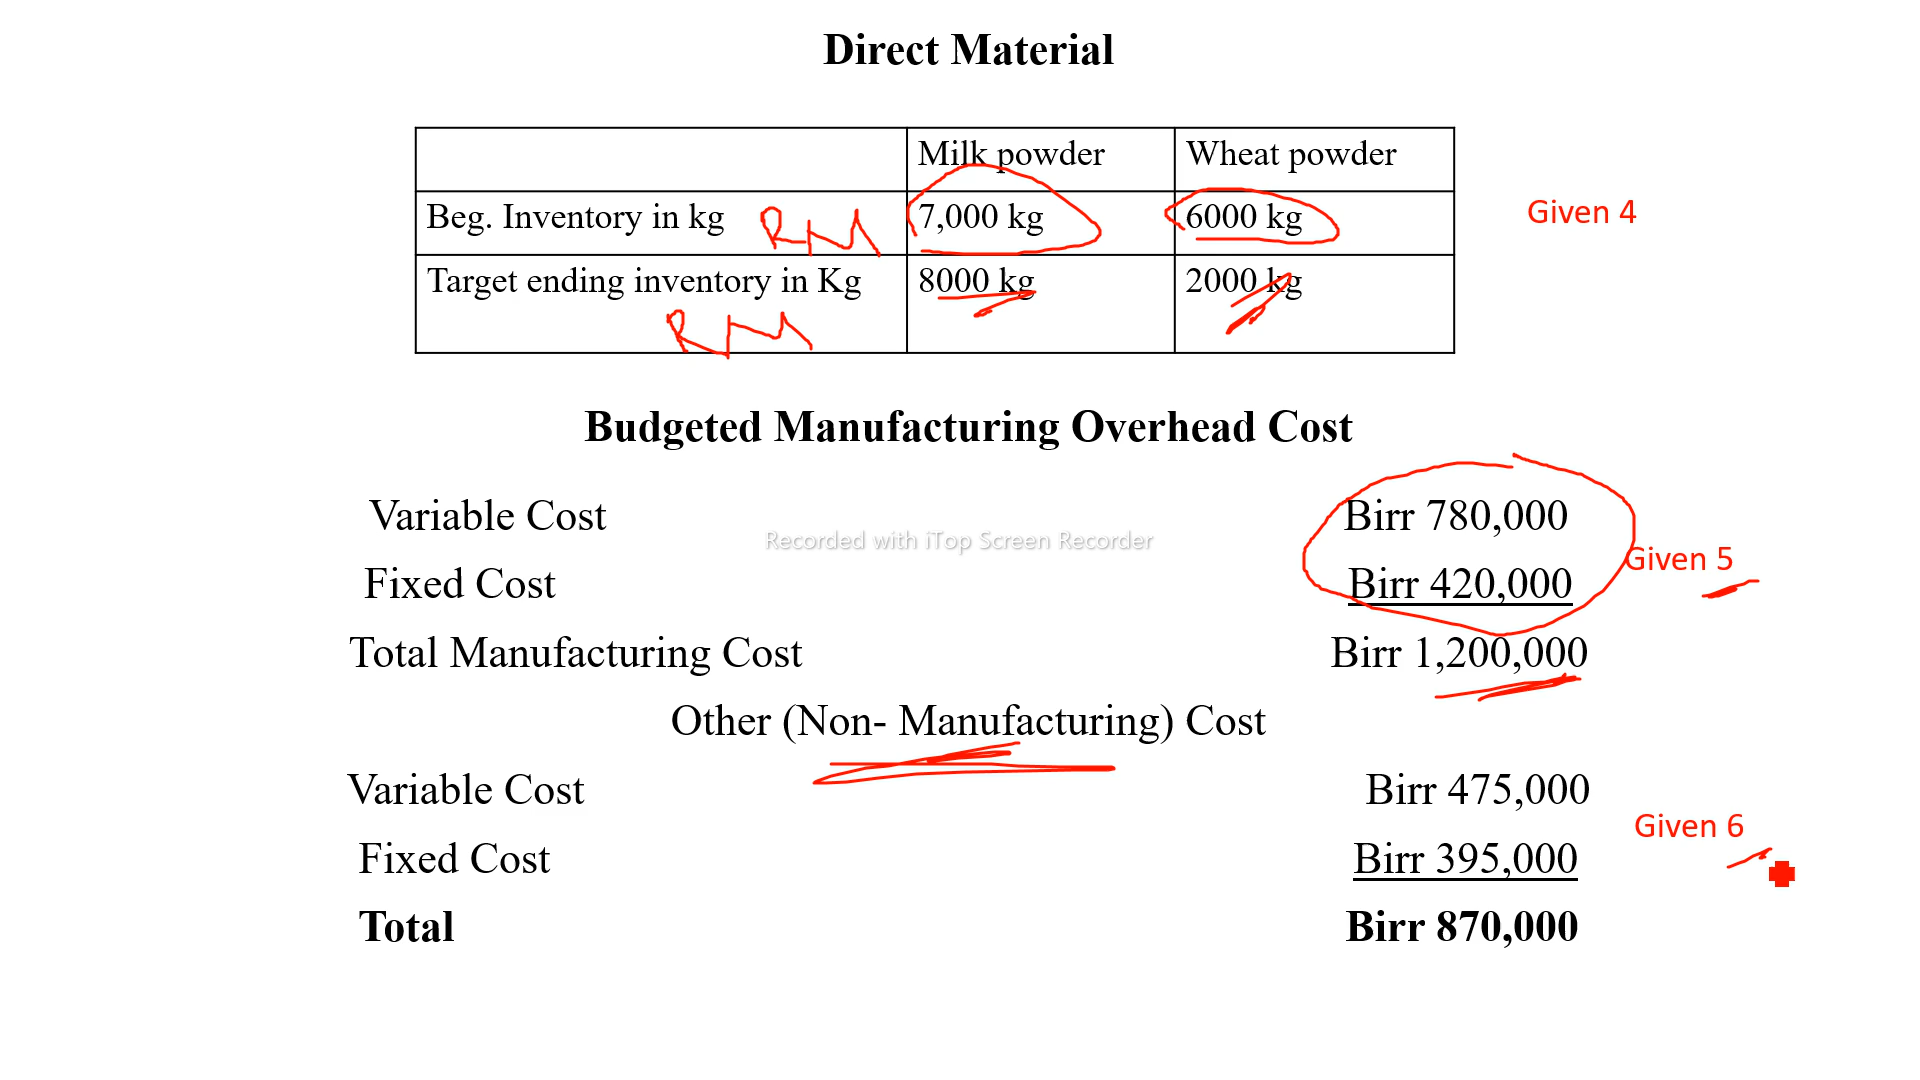 Direct Material
Milk powder Wheat powder
Beg. Inventory in kg RM 7,000 kg 6000 kg Given 4
Target ending inventory in Kg 8000 kg 2000 kg
RM
Budgeted Manufacturing Overhead Cost
Variable Cost Birr 780,000
Recorded with iTop Screen Recorder
Given 5
Fixed Cost Birr 420,000
Total Manufacturing Cost Birr 1,200,000
Other (Non- Manufacturing) Cost
Variable Cost Birr 475,000
Given 6
Fixed Cost Birr 395,000
Total Birr 870,000